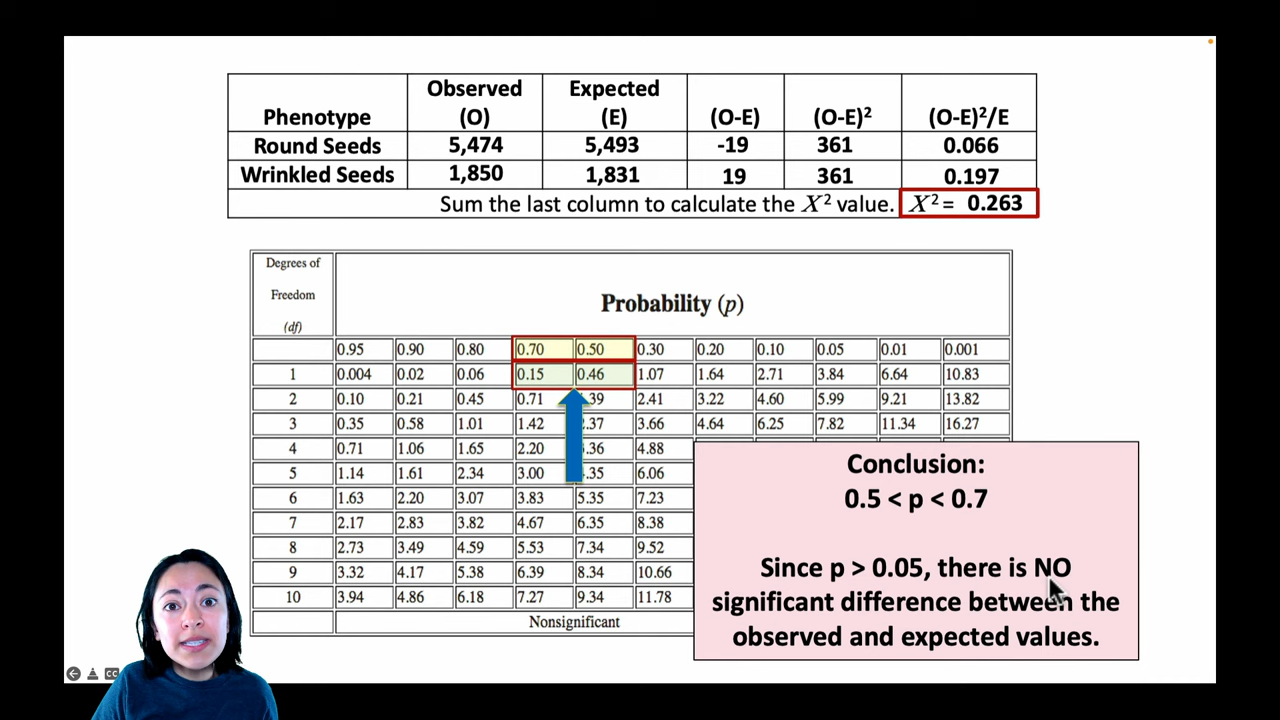 Phenotype Observed (O) Expected (E) (O-E) (O-E)² (O-E)²/E
Round Seeds 5,474 5,493 -19 361 0.066
Wrinkled Seeds 1,850 1,831 19 361 0.197
Sum the last column to calculate the X² value. X² = 0.263
Degrees of
Freedom
(df)
Probability (p)
0.95 0.90 0.80 0.70 0.50 0.30 0.20 0.10 0.05 0.01 0.001
1 0.004 0.02 0.06 0.15 0.46 1.07 1.64 2.71 3.84 6.64 10.83
2 0.10 0.21 0.45 0.71 .39 2.41 3.22 4.60 5.99 9.21 13.82
3 0.35 0.58 1.01 1.42 .37 3.66 4.64 6.25 7.82 11.34 16.27
4 0.71 1.06 1.65 2.20 .36 4.88
5 1.14 1.61 2.34 3.00 .35 6.06
6 1.63 2.20 3.07 3.83 5.35 7.23
7 2.17 2.83 3.82 4.67 6.35 8.38
8 2.73 3.49 4.59 5.53 7.34 9.52
9 3.32 4.17 5.38 6.39 8.34 10.66
10 3.94 4.86 6.18 7.27 9.34 11.78
Nonsignificant
Conclusion:
0.5 < p < 0.7
Since p > 0.05, there is NO
significant difference between the
observed and expected values.
CC